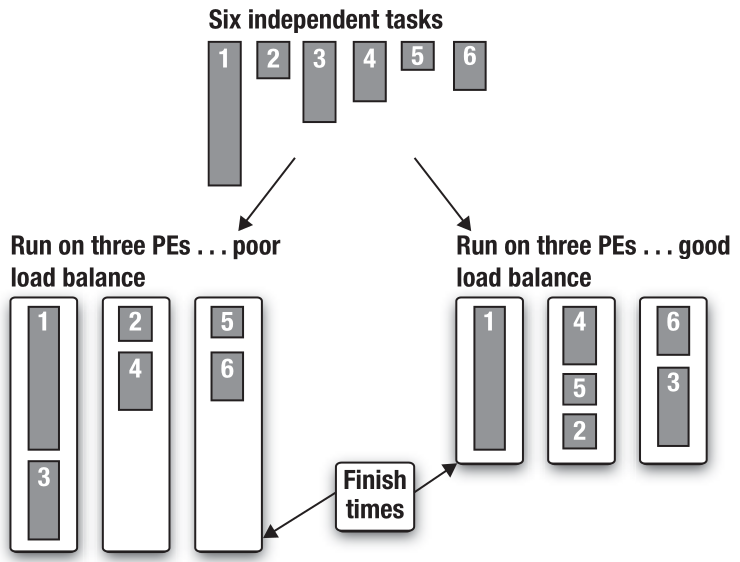 Six independent tasks
1 2 3 4 5 6
Run on three PEs . . . poor
load balance
1 2 5
4 6
3
Run on three PEs . . . good
load balance
1 4 6
3
5
2
Finish
times